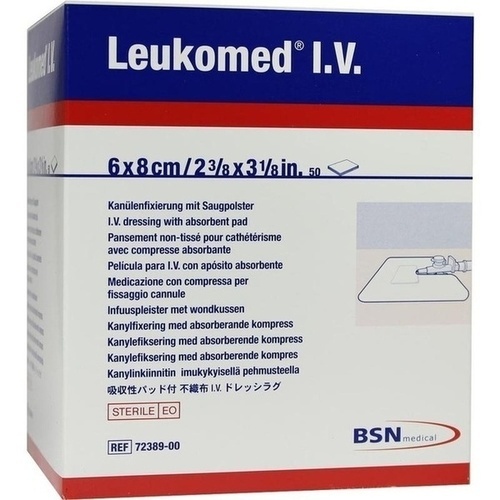 Leukomed® I.V.
6 x 8 cm / 2 3/8 x 3 1/8 in. 50
Kanülenfixierung mit Saugpolster
I.V. dressing with absorbent pad
Pansement non-tissé pour cathétérisme
avec compresse absorbante
Película para I.V. con apósito absorbente
Medicazione con compressa per
fissaggio cannule
Infuuspleister met wondkussen
Kanylfixering med absorberande kompress
Kanylefiksering med absorberende kompress
Kanylefiksering med absorberende kompres
Kanylinkiinnitin imukykyisellä pehmusteella
吸収性パッド付 不織布 I.V. ドレッシラグ
STERILE EO
REF 72389-00
BSN medical